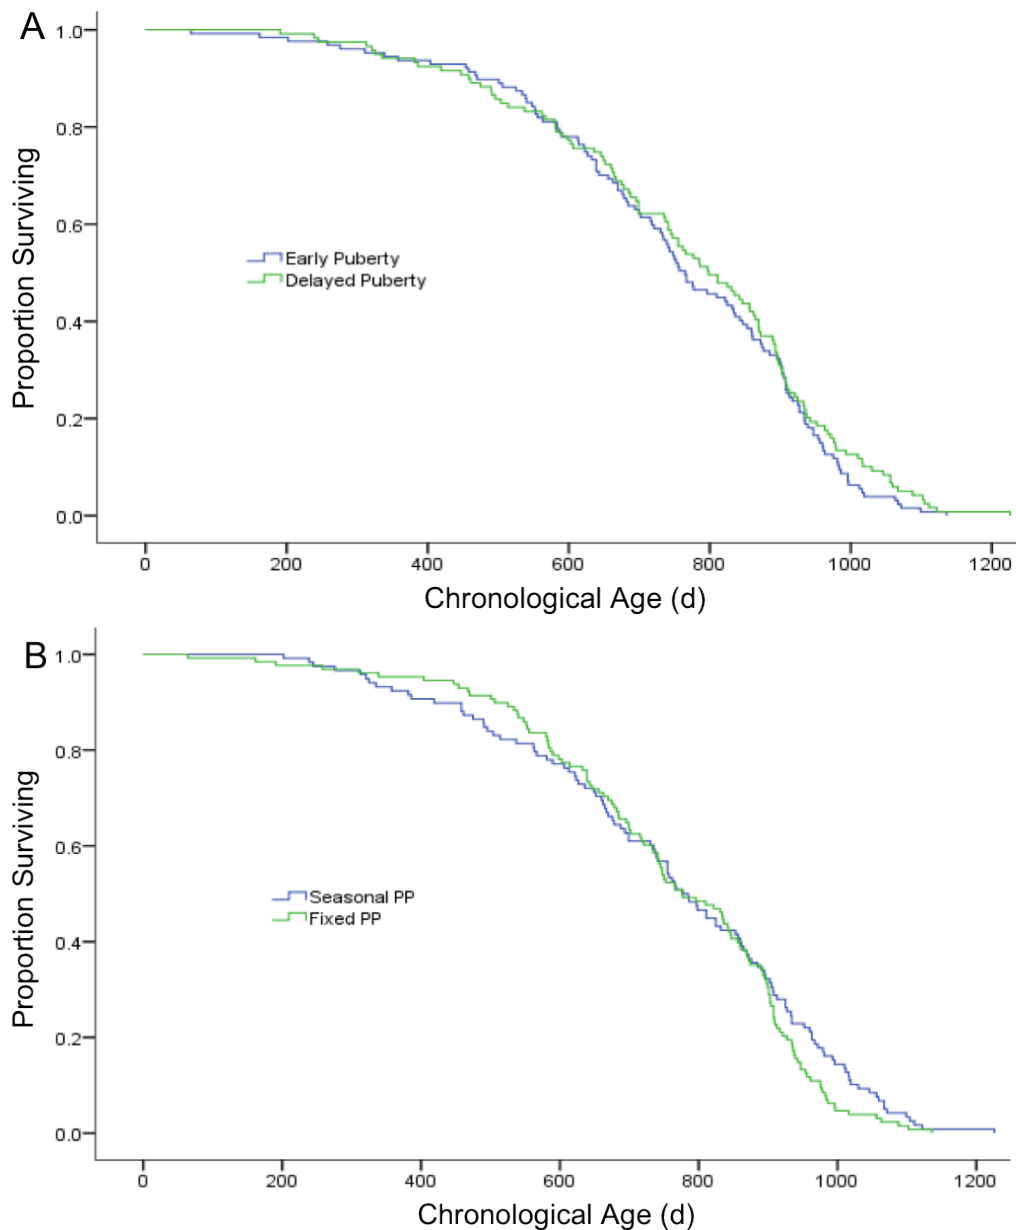 A
1.0
0.8
0.6
0.4
0.2
0.0
Proportion Surviving
Early Puberty
Delayed Puberty
0 200 400 600 800 1000 1200
Chronological Age (d)
B
1.0
0.8
0.6
0.4
0.2
0.0
Proportion Surviving
Seasonal PP
Fixed PP
0 200 400 600 800 1000 1200
Chronological Age (d)